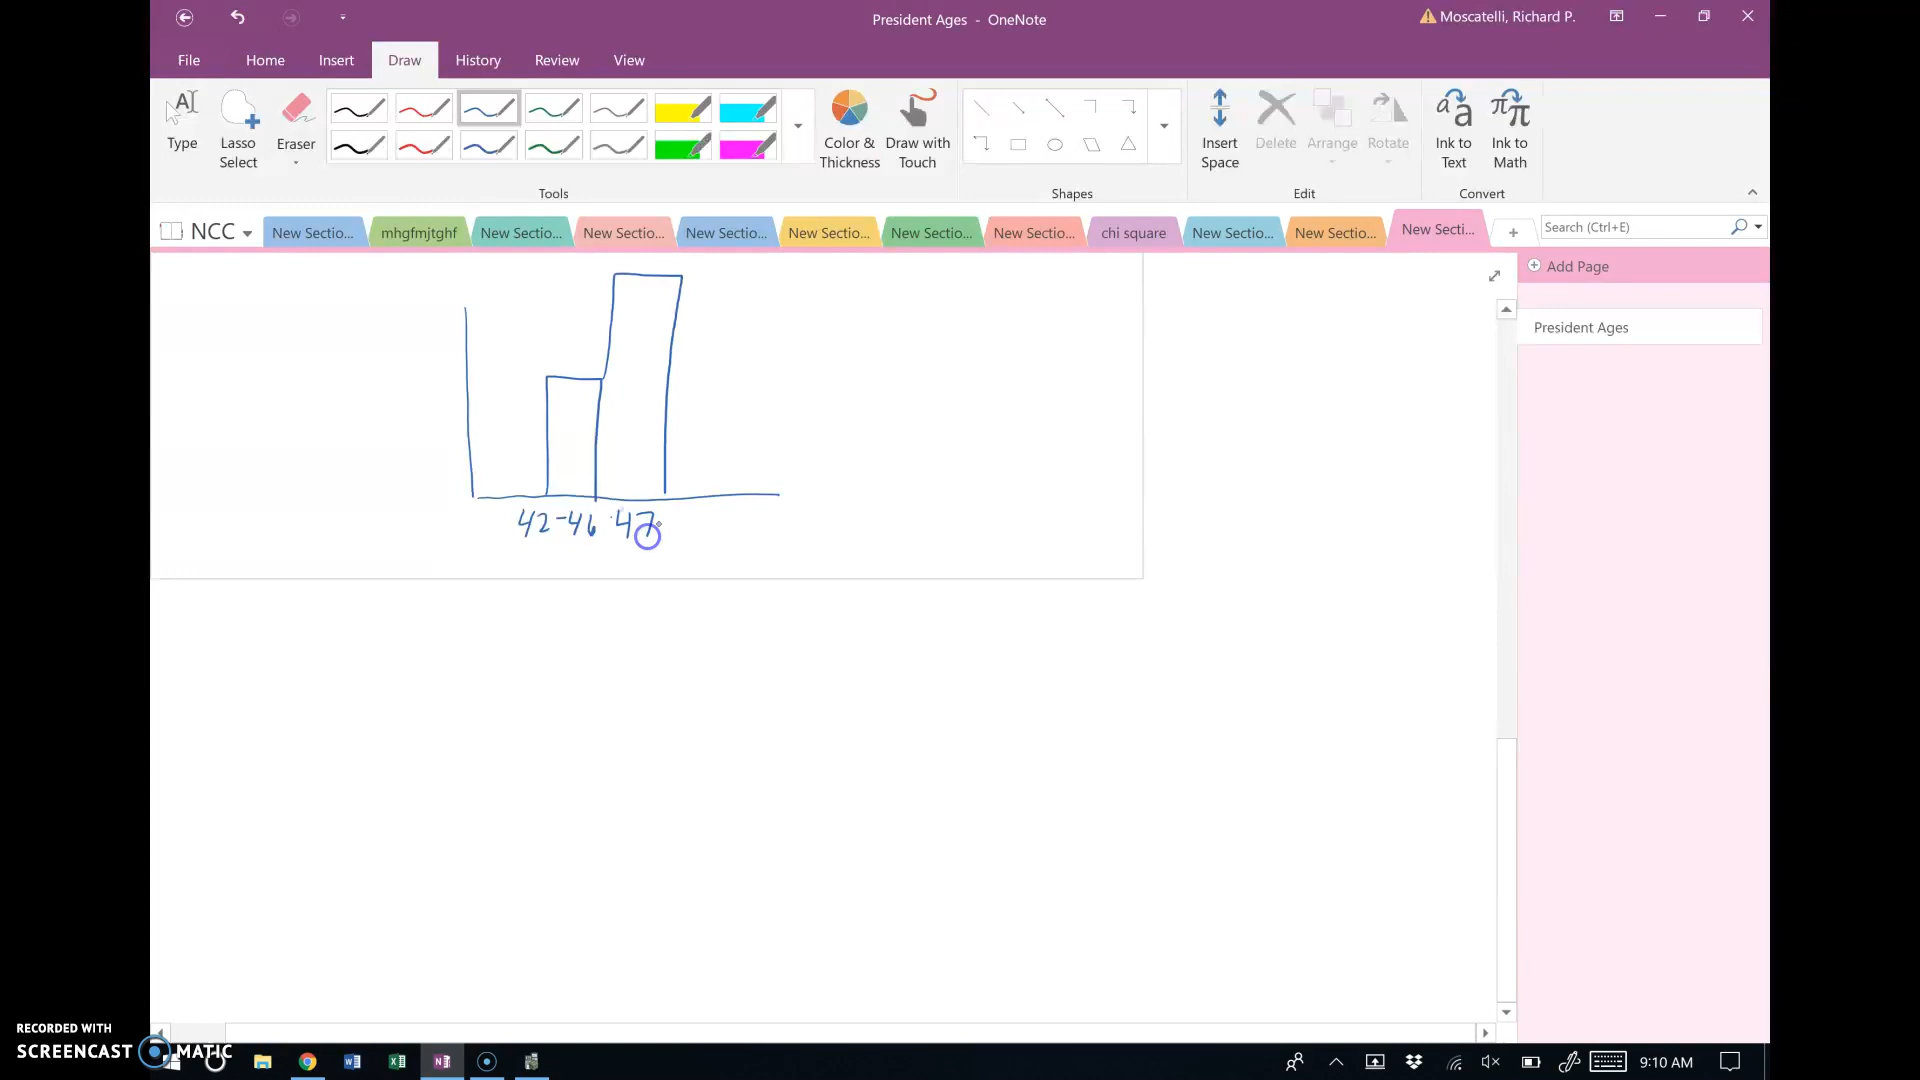 President Ages - OneNote
Moscatelli, Richard P.
File Home Insert Draw History Review View
Type
Lasso Select
Eraser
Color & Thickness
Draw with Touch
Insert Space
Delete
Arrange
Rotate
Ink to Text
Ink to Math
Tools
Shapes
Edit
Convert
NCC
New Sectio...
mhgfmjtghf
New Sectio...
New Sectio...
New Sectio...
New Sectio...
New Sectio...
New Sectio...
chi square
New Sectio...
New Sectio...
New Secti...
Search (Ctrl+E)
Add Page
President Ages
42-46 47
RECORDED WITH
SCREENCAST MATIC
9:10 AM